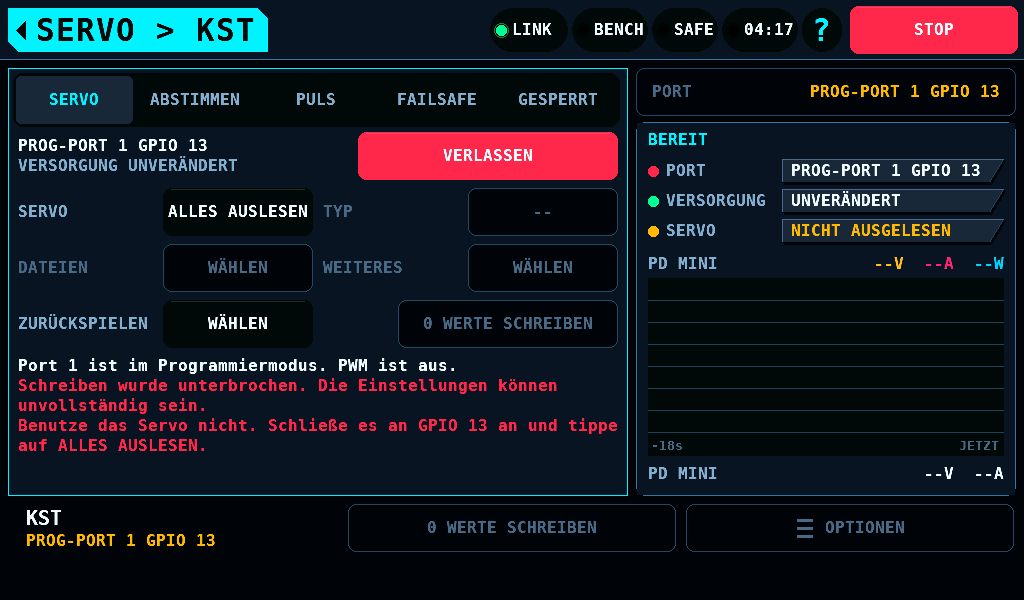 SERVO > KST
LINK
BENCH
SAFE
04:17
?
STOP
SERVO
ABSTIMMEN
PULS
FAILSAFE
GESPERRT
PROG-PORT 1 GPIO 13
VERSORGUNG UNVERÄNDERT
VERLASSEN
SERVO
ALLES AUSLESEN
TYP
--
DATEIEN
WÄHLEN
WEITERES
WÄHLEN
ZURÜCKSPIELEN
WÄHLEN
0 WERTE SCHREIBEN
Port 1 ist im Programmiermodus. PWM ist aus.
Schreiben wurde unterbrochen. Die Einstellungen können
unvollständig sein.
Benutze das Servo nicht. Schließe es an GPIO 13 an und tippe
auf ALLES AUSLESEN.
PORT
PROG-PORT 1 GPIO 13
BEREIT
PORT
PROG-PORT 1 GPIO 13
VERSORGUNG
UNVERÄNDERT
SERVO
NICHT AUSGELESEN
PD MINI
--V
--A
--W
-18s
JETZT
PD MINI
--V
--A
KST
PROG-PORT 1 GPIO 13
0 WERTE SCHREIBEN
OPTIONEN